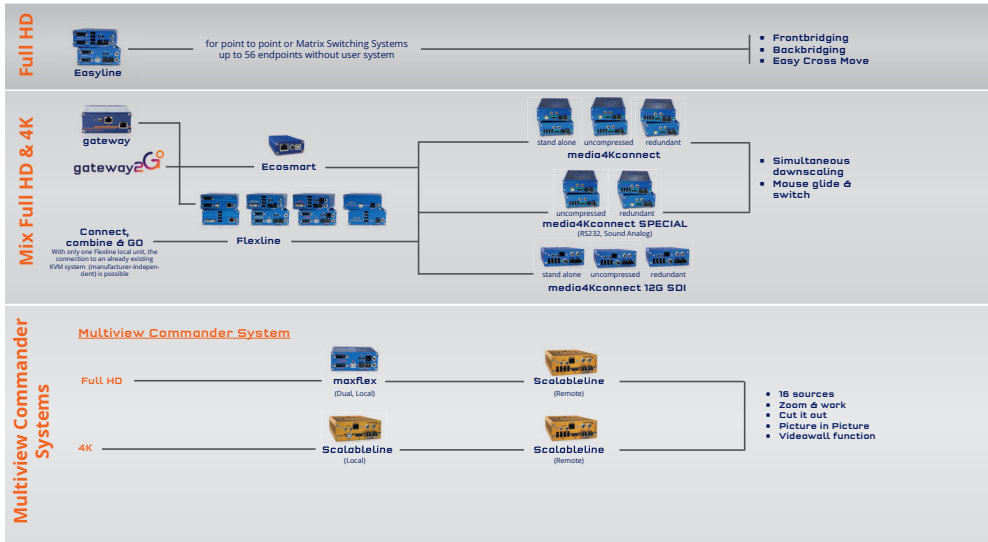 Full HD
Easyline
for point to point or Matrix Switching Systems
up to 56 endpoints without user system
Frontbridging
Backbridging
Easy Cross Move
Mix Full HD & 4K
gateway
gateway2Go
Ecosmart
Connect,
combine & GO
With only one Flexline local unit, the
connection to an already existing
KVM system (manufacturer-indepen-
dent) is possible
Flexline
stand alone uncompressed redundant
media4Kconnect
uncompressed redundant
media4Kconnect SPECIAL
(RS232, Sound Analog)
stand alone uncompressed redundant
media4Kconnect 12G SDI
Simultaneous
downscaling
Mouse glide &
switch
Multiview Commander
Systems
Multiview Commander System
Full HD
maxflex
(Dual, Local)
Scalableline
(Remote)
4K
Scalableline
(Local)
Scalableline
(Remote)
16 sources
Zoom & work
Cut it out
Picture in Picture
Videowall function